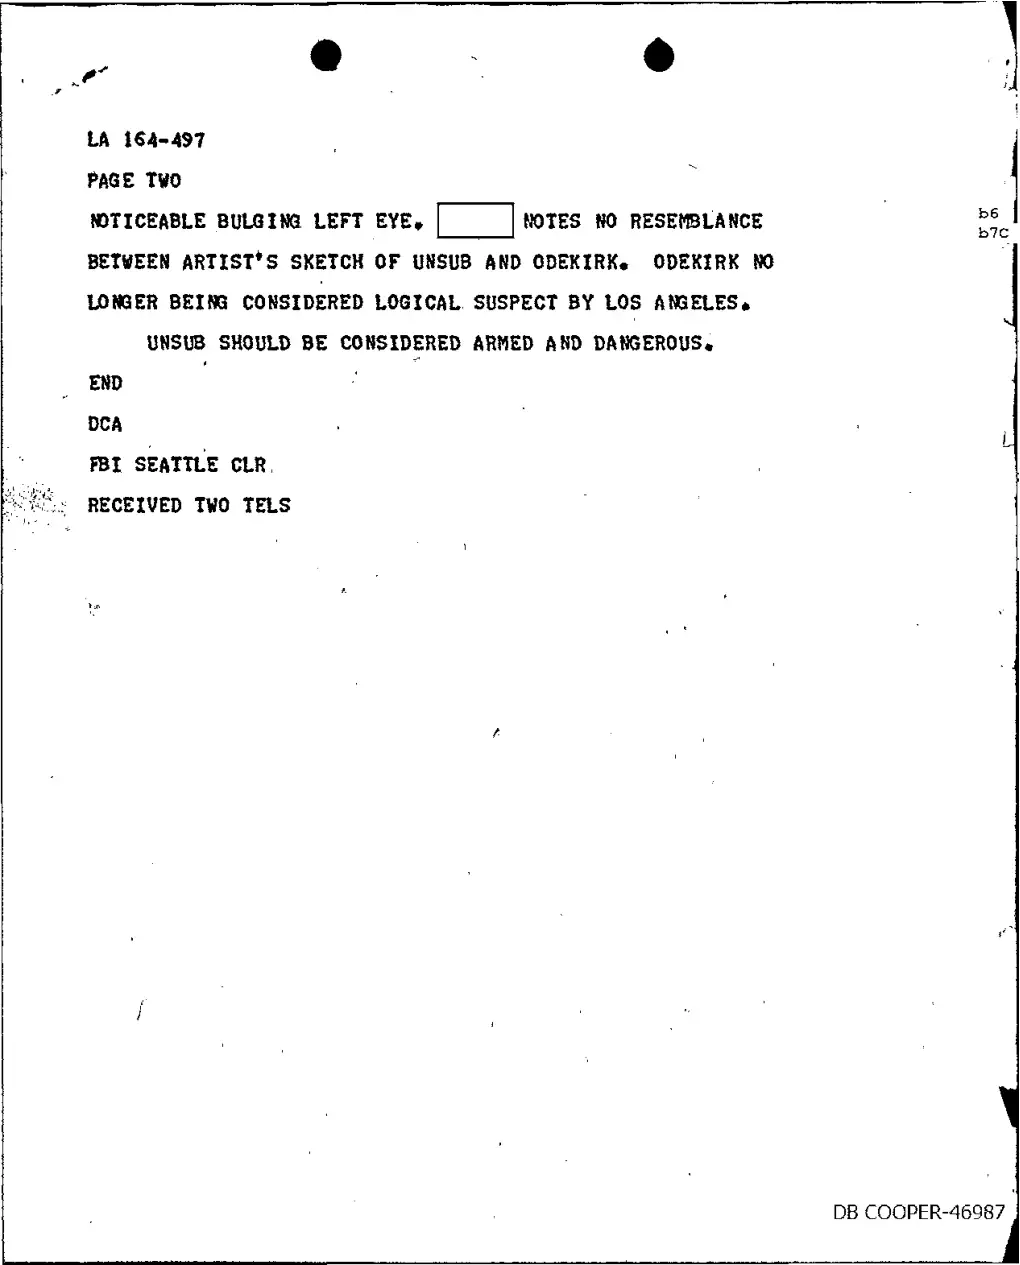 LA 164-497
PAGE TWO
NOTICEABLE BULGING LEFT EYE. NOTES NO RESEMBLANCE
b6
b7C
BETWEEN ARTIST'S SKETCH OF UNSUB AND ODEKIRK. ODEKIRK NO
LONGER BEING CONSIDERED LOGICAL SUSPECT BY LOS ANGELES.
UNSUB SHOULD BE CONSIDERED ARMED AND DANGEROUS.
END
DCA
FBI SEATTLE CLR
RECEIVED TWO TELS
DB COOPER-46987